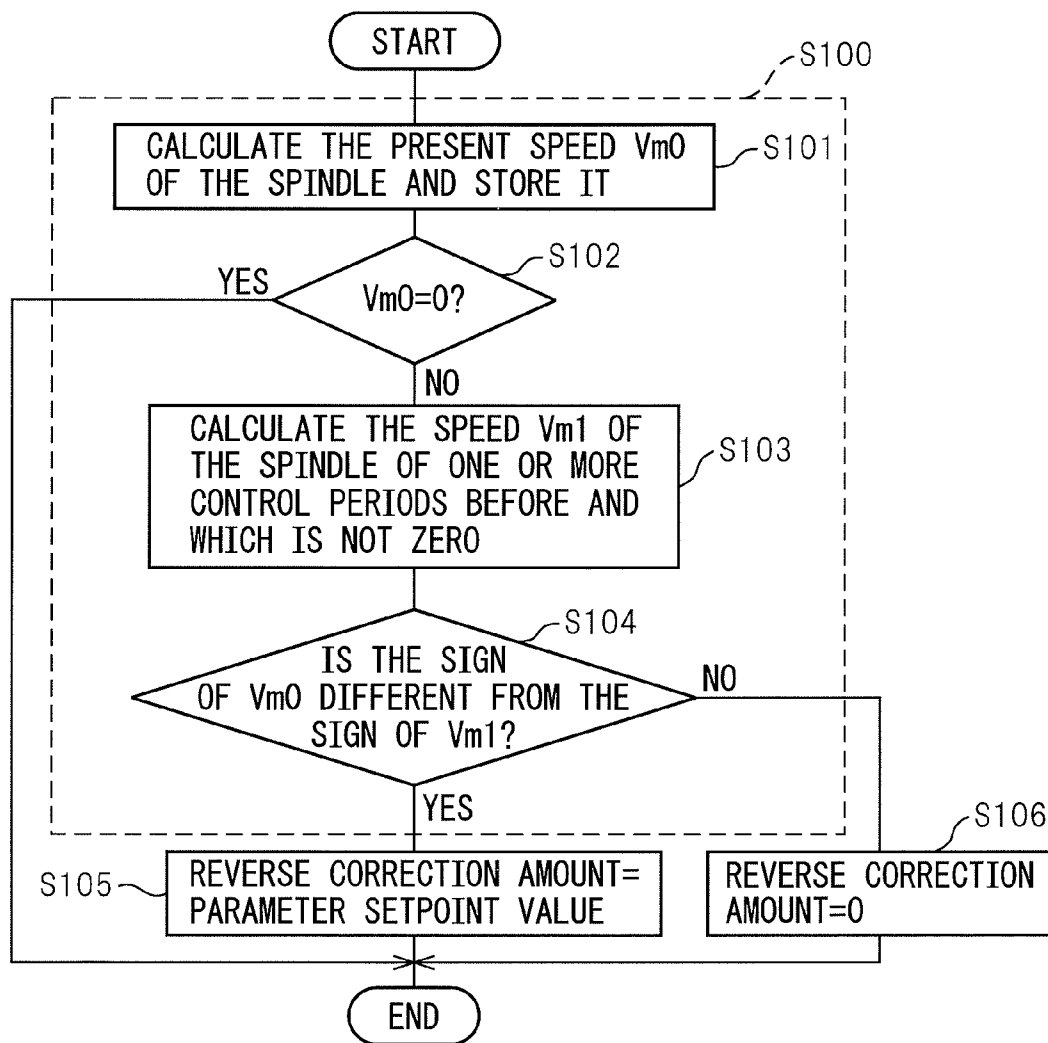 START
S100
CALCULATE THE PRESENT SPEED Vm0
OF THE SPINDLE AND STORE IT
S101
S102
YES
Vm0=0?
NO
CALCULATE THE SPEED Vm1 OF
THE SPINDLE OF ONE OR MORE
CONTROL PERIODS BEFORE AND
WHICH IS NOT ZERO
S103
S104
IS THE SIGN
OF Vm0 DIFFERENT FROM THE
SIGN OF Vm1?
NO
YES
S105
REVERSE CORRECTION AMOUNT=
PARAMETER SETPOINT VALUE
S106
REVERSE CORRECTION
AMOUNT=0
END